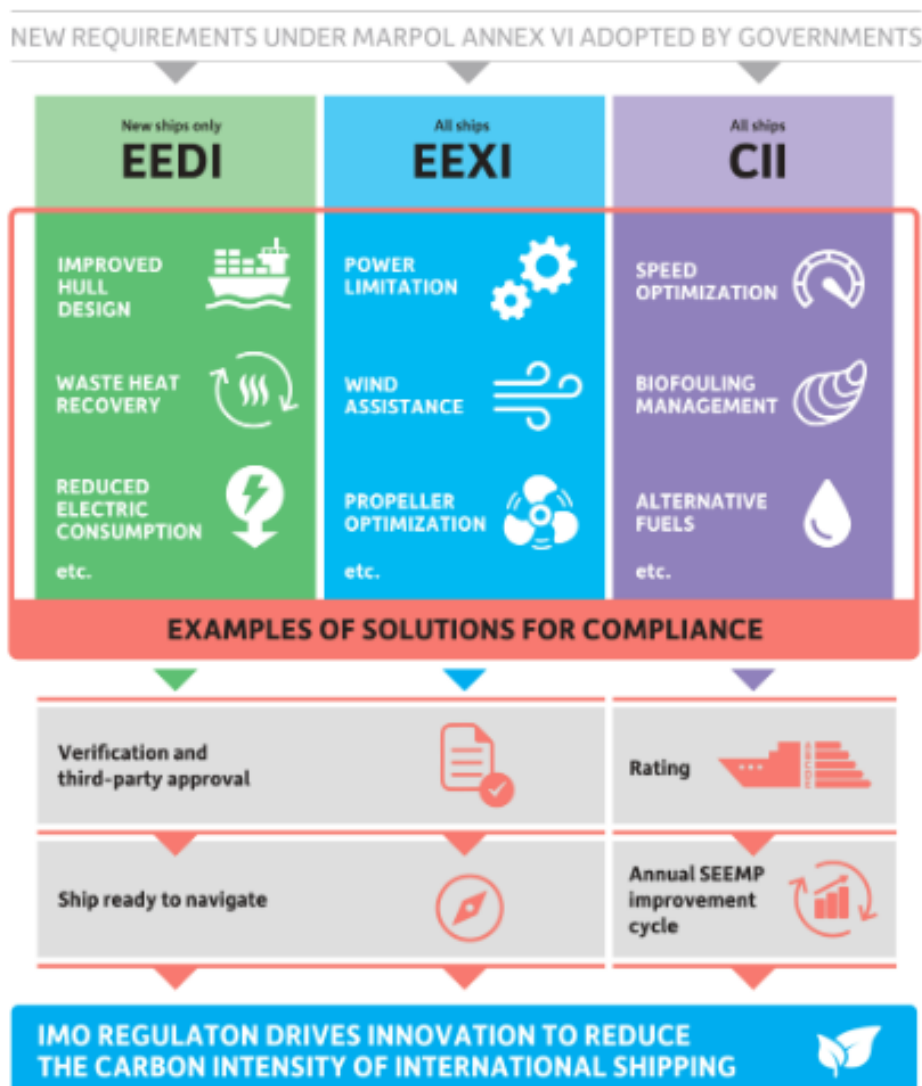 NEW REQUIREMENTS UNDER MARPOL ANNEX VI ADOPTED BY GOVERNMENTS
New ships only
EEDI
IMPROVED
HULL
DESIGN
WASTE HEAT
RECOVERY
REDUCED
ELECTRIC
CONSUMPTION
etc.
All ships
EEXI
POWER
LIMITATION
WIND
ASSISTANCE
PROPELLER
OPTIMIZATION
etc.
All ships
CII
SPEED
OPTIMIZATION
BIOFOULING
MANAGEMENT
ALTERNATIVE
FUELS
etc.
EXAMPLES OF SOLUTIONS FOR COMPLIANCE
Verification and
third-party approval
Ship ready to navigate
Rating
A
B
C
D
E
Annual SEEMP
improvement
cycle
IMO REGULATON DRIVES INNOVATION TO REDUCE
THE CARBON INTENSITY OF INTERNATIONAL SHIPPING